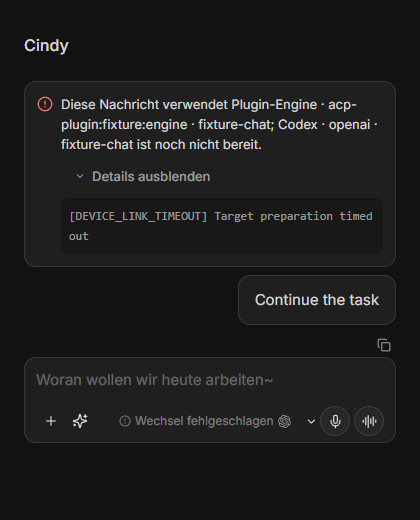 Cindy
Diese Nachricht verwendet Plugin-Engine · acp-
plugin:fixture:engine · fixture-chat; Codex · openai ·
fixture-chat ist noch nicht bereit.
Details ausblenden
[DEVICE_LINK_TIMEOUT] Target preparation timed
out
Continue the task
Woran wollen wir heute arbeiten~
Wechsel fehlgeschlagen